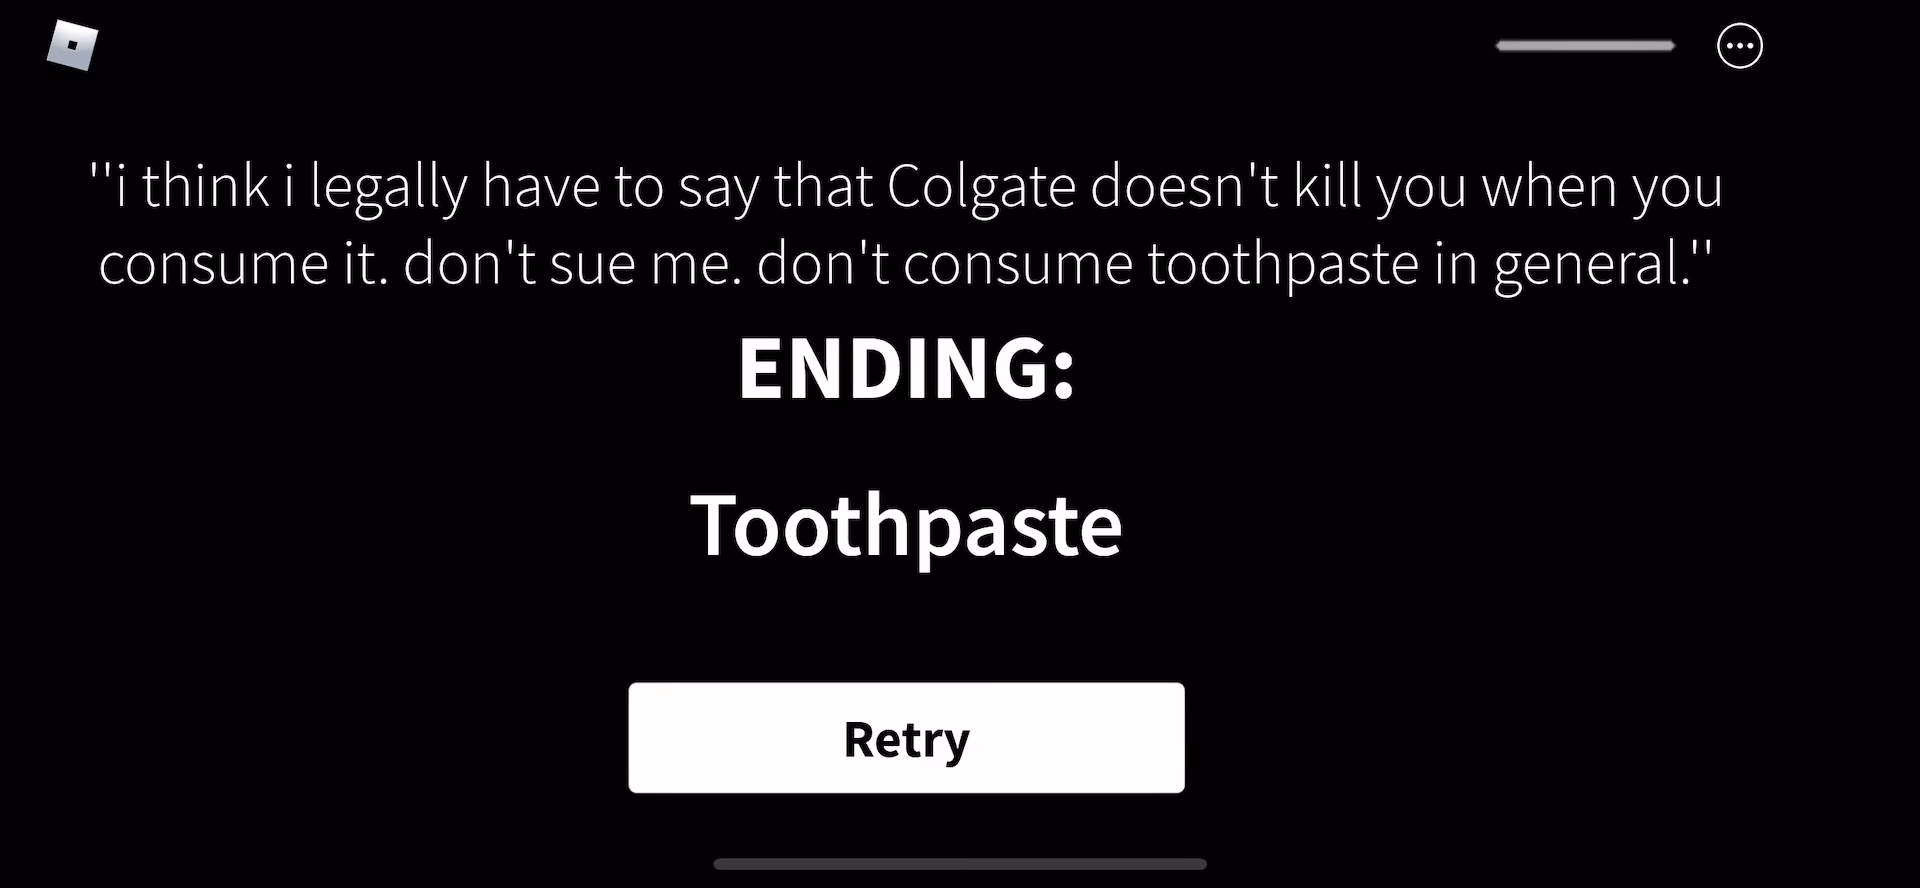 "i think i legally have to say that Colgate doesn't kill you when you
consume it. don't sue me. don't consume toothpaste in general."
ENDING:
Toothpaste
Retry